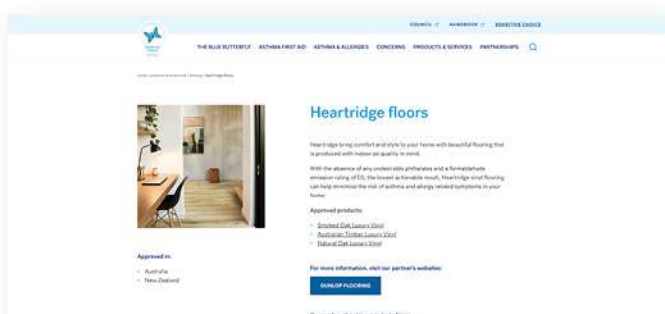 COUNCIL HANDBOOK SENSITIVE CHOICE
THE BLUE BUTTERFLY ASTHMA FIRST AID ASTHMA & ALLERGIES CONCERNS PRODUCTS & SERVICES PARTNERSHIPS
Heartridge floors
Heartridge bring comfort and style to your home with beautiful flooring that
is produced with indoor air quality in mind.
With the absence of any undesirable phthalates and a formaldehyde
emission rating of E0, the lowest achievable result, Heartridge vinyl flooring
can help minimise the risk of asthma and allergy related symptoms in your
home.
Approved products:
Smoked Oak Luxury Vinyl
Australian Timber Luxury Vinyl
Natural Oak Luxury Vinyl
Approved in:
Australia
New Zealand
For more information, visit our partner's websites:
DUNLOP FLOORING